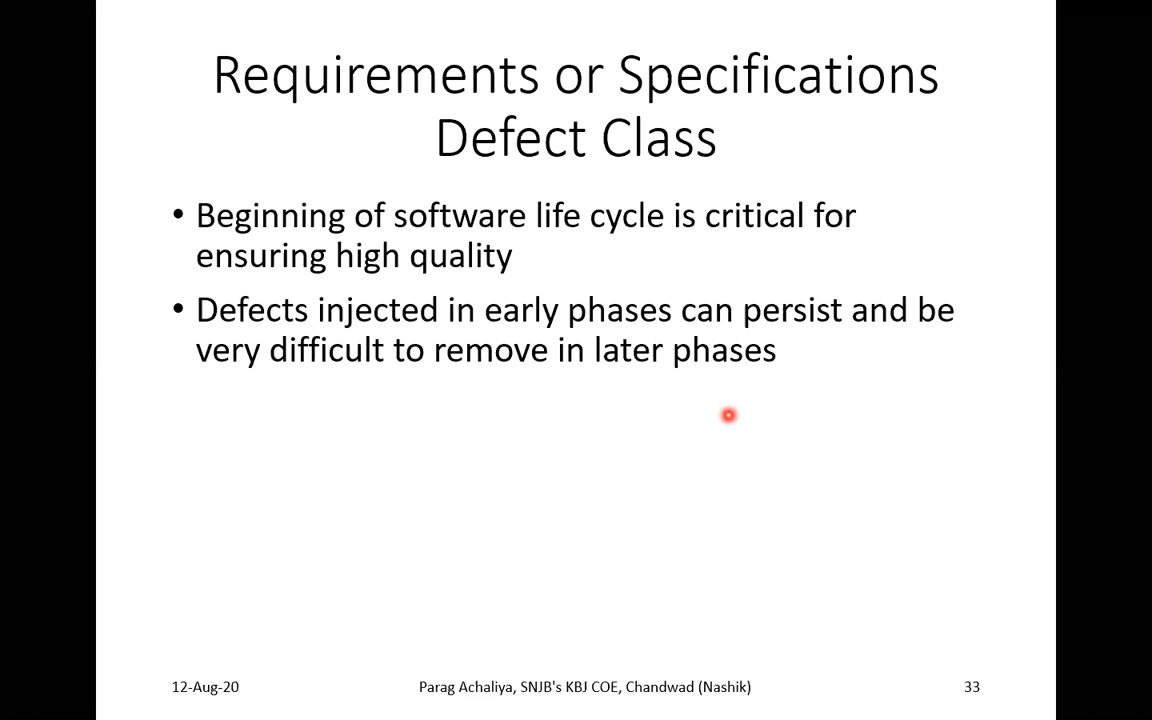 Requirements or Specifications
Defect Class
• Beginning of software life cycle is critical for
ensuring high quality
• Defects injected in early phases can persist and be
very difficult to remove in later phases
12-Aug-20
Parag Achaliya, SNJB's KBJ COE, Chandwad (Nashik)
33